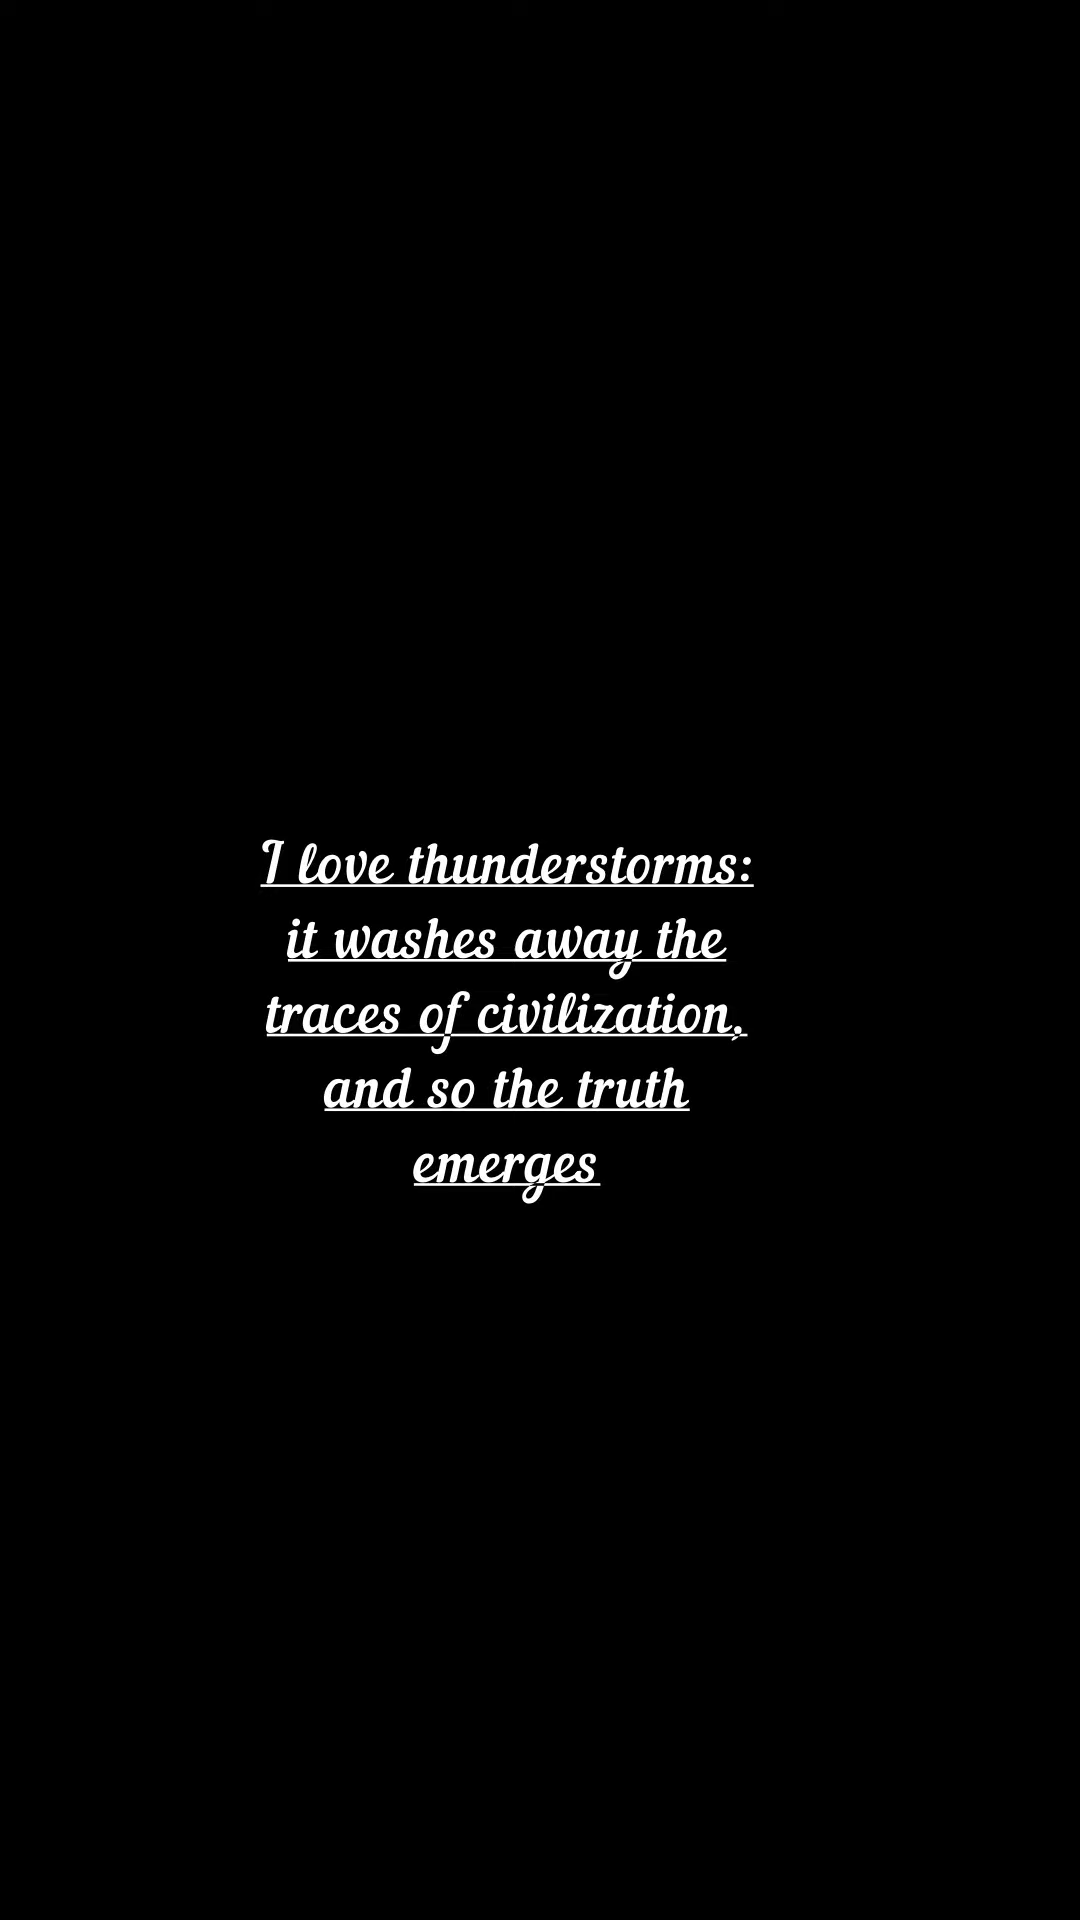 I love thunderstorms:
it washes away the
traces of civilization,
and so the truth
emerges